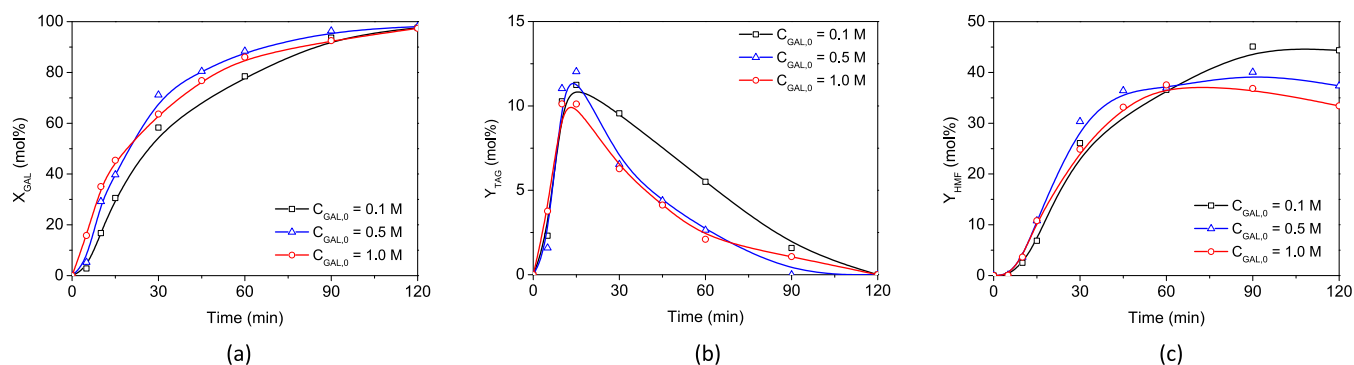 100
80
60
40
20
0
X_GAL (mol%)
C_GAL,0 = 0.1 M
C_GAL,0 = 0.5 M
C_GAL,0 = 1.0 M
0 30 60 90 120
Time (min)
(a)
15
10
5
0
Y_TAG (mol%)
C_GAL,0 = 0.1 M
C_GAL,0 = 0.5 M
C_GAL,0 = 1.0 M
0 30 60 90 120
Time (min)
(b)
50
40
30
20
10
0
Y_HMF (mol%)
C_GAL,0 = 0.1 M
C_GAL,0 = 0.5 M
C_GAL,0 = 1.0 M
0 30 60 90 120
Time (min)
(c)